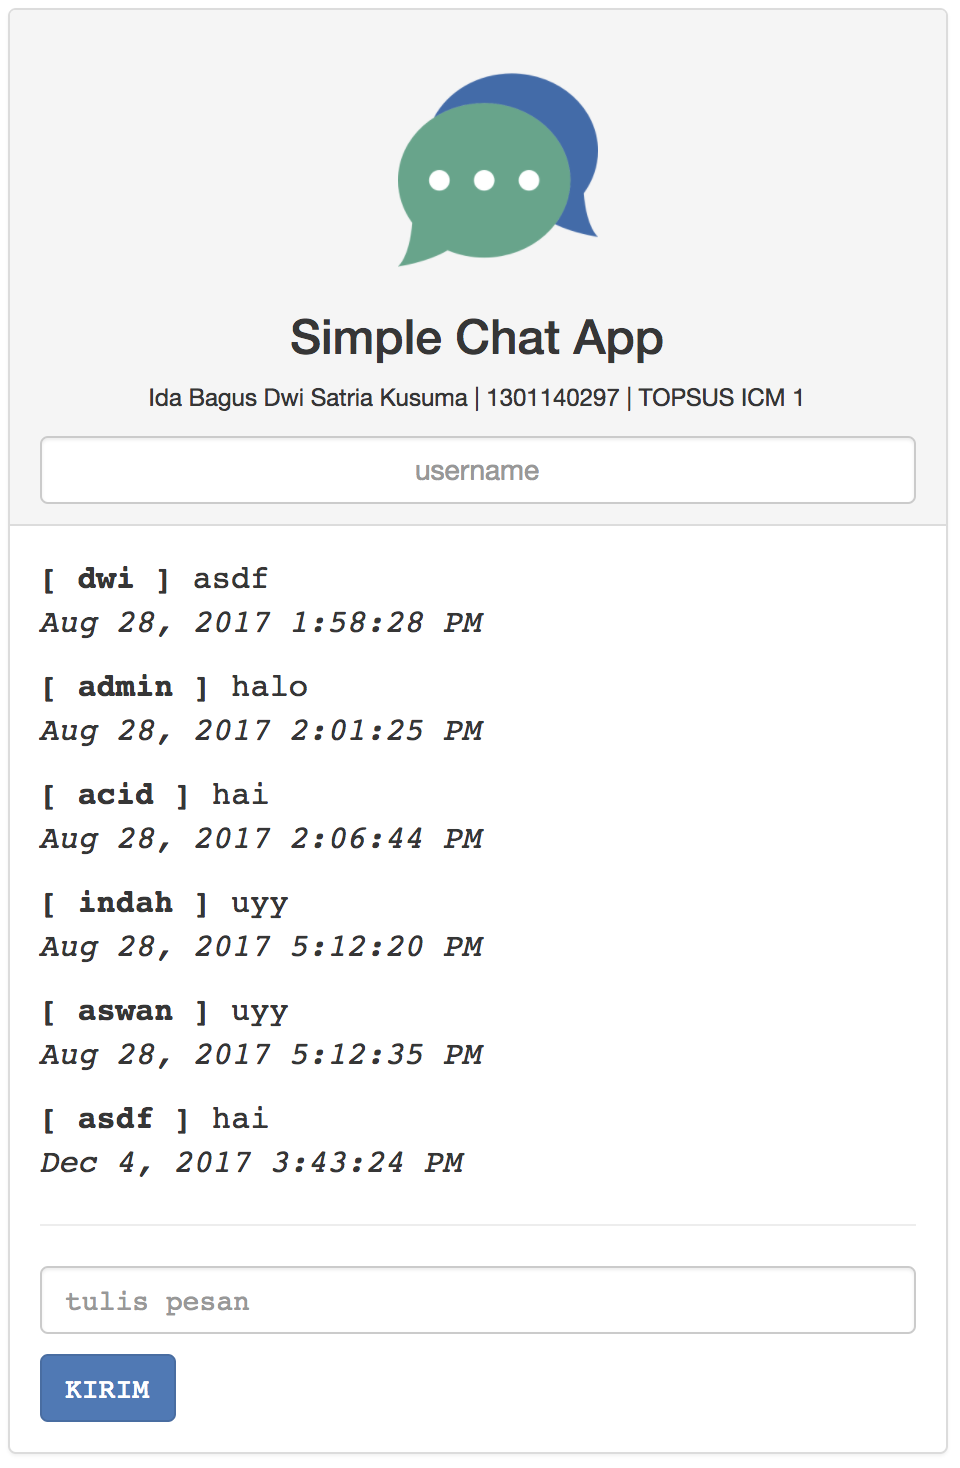 Simple Chat App
Ida Bagus Dwi Satria Kusuma | 1301140297 | TOPSUS ICM 1
username
[ dwi ] asdf
Aug 28, 2017 1:58:28 PM
[ admin ] halo
Aug 28, 2017 2:01:25 PM
[ acid ] hai
Aug 28, 2017 2:06:44 PM
[ indah ] uyy
Aug 28, 2017 5:12:20 PM
[ aswan ] uyy
Aug 28, 2017 5:12:35 PM
[ asdf ] hai
Dec 4, 2017 3:43:24 PM
tulis pesan
KIRIM